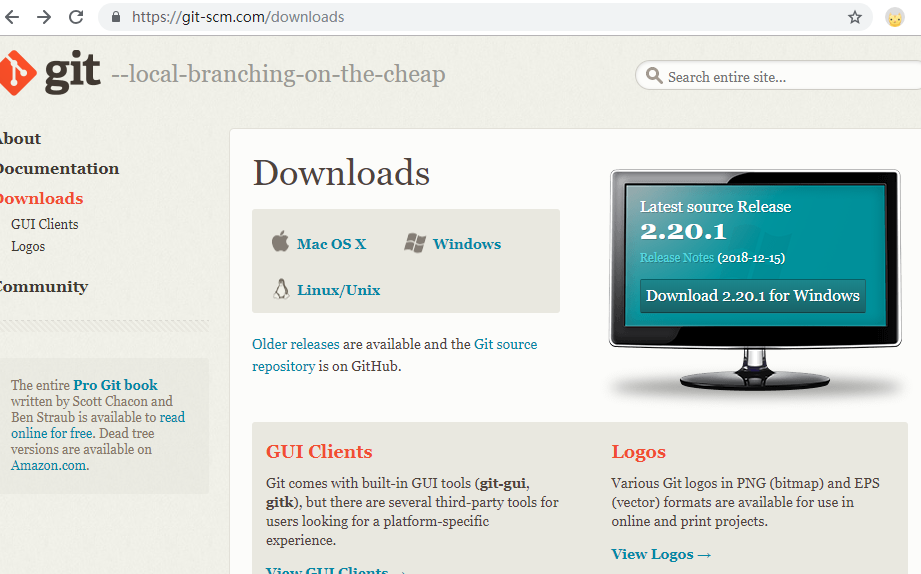 https://git-scm.com/downloads
git --local-branching-on-the-cheap
Search entire site...
About
Documentation
Downloads
GUI Clients
Logos
Community
The entire Pro Git book
written by Scott Chacon and
Ben Straub is available to read
online for free. Dead tree
versions are available on
Amazon.com.
Downloads
Mac OS X
Windows
Linux/Unix
Older releases are available and the Git source
repository is on GitHub.
Latest source Release
2.20.1
Release Notes (2018-12-15)
Download 2.20.1 for Windows
GUI Clients
Git comes with built-in GUI tools (git-gui,
gitk), but there are several third-party tools for
users looking for a platform-specific
experience.
View GUI Clients →
Logos
Various Git logos in PNG (bitmap) and EPS
(vector) formats are available for use in
online and print projects.
View Logos →